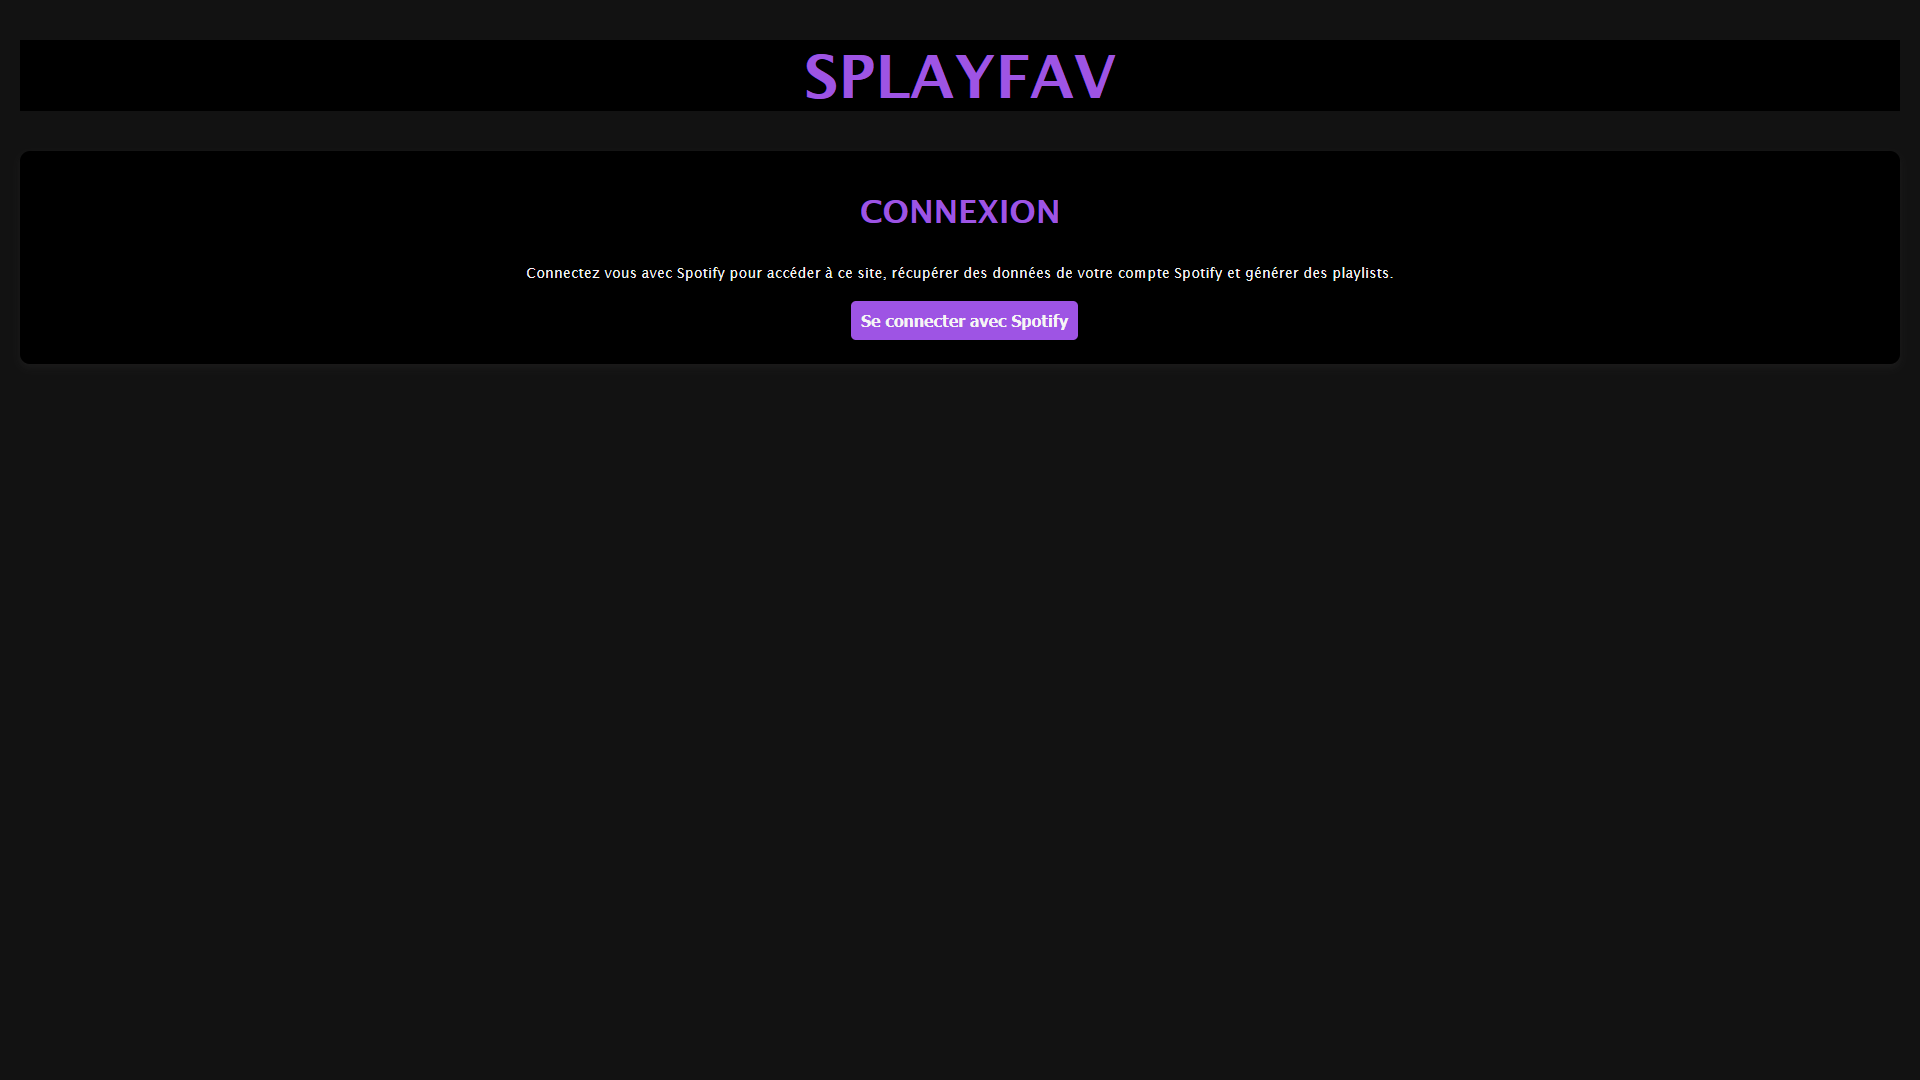 SPLAYFAV
CONNEXION
Connectez vous avec Spotify pour accéder à ce site, récupérer des données de votre compte Spotify et générer des playlists.
Se connecter avec Spotify